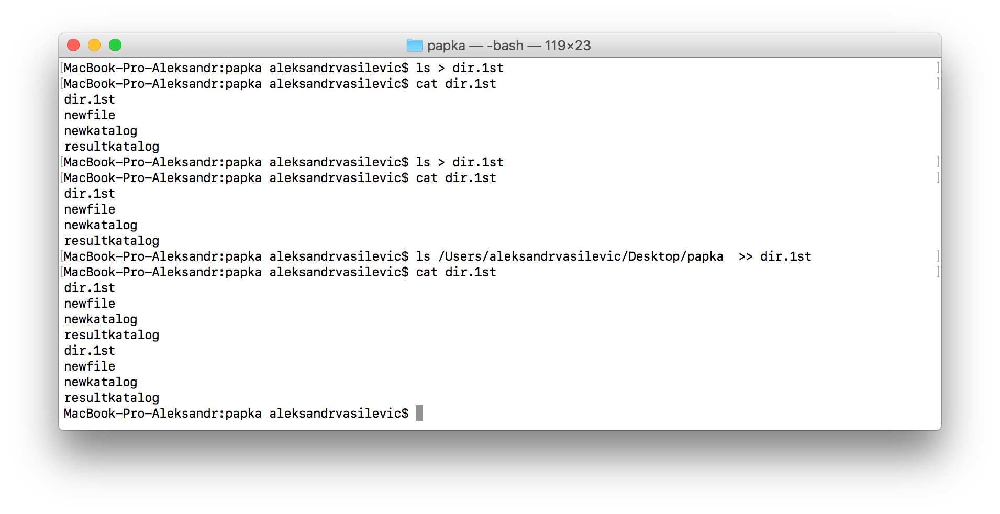 papka — -bash — 119×23
MacBook-Pro-Aleksandr:papka aleksandrvasilevic$ ls > dir.1st
MacBook-Pro-Aleksandr:papka aleksandrvasilevic$ cat dir.1st
dir.1st
newfile
newkatalog
resultkatalog
MacBook-Pro-Aleksandr:papka aleksandrvasilevic$ ls > dir.1st
MacBook-Pro-Aleksandr:papka aleksandrvasilevic$ cat dir.1st
dir.1st
newfile
newkatalog
resultkatalog
MacBook-Pro-Aleksandr:papka aleksandrvasilevic$ ls /Users/aleksandrvasilevic/Desktop/papka  >> dir.1st
MacBook-Pro-Aleksandr:papka aleksandrvasilevic$ cat dir.1st
dir.1st
newfile
newkatalog
resultkatalog
dir.1st
newfile
newkatalog
resultkatalog
MacBook-Pro-Aleksandr:papka aleksandrvasilevic$